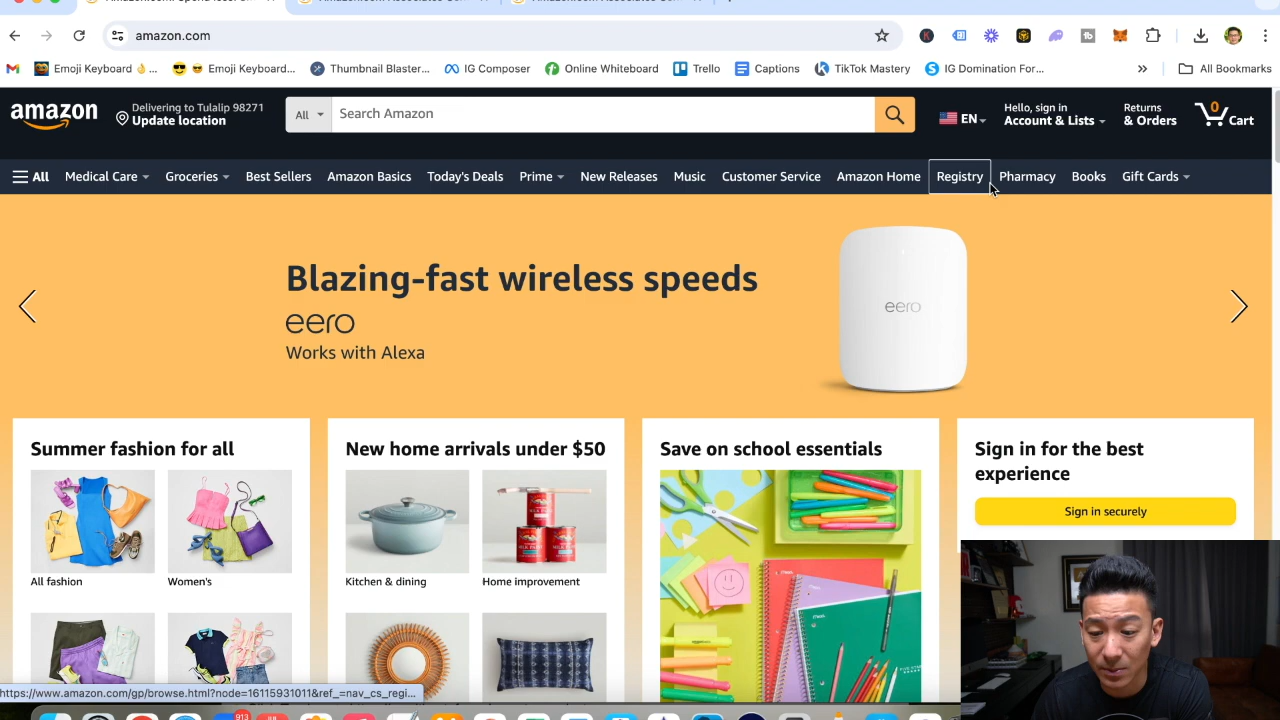 amazon.com
Emoji Keyboard 👌 ...
Emoji Keyboard...
Thumbnail Blaster...
IG Composer
Online Whiteboard
Trello
Captions
TikTok Mastery
IG Domination For...
All Bookmarks
amazon
Delivering to Tulalip 98271
Update location
All
Search Amazon
EN
Hello, sign in
Account & Lists
Returns
& Orders
0
Cart
All
Medical Care
Groceries
Best Sellers
Amazon Basics
Today's Deals
Prime
New Releases
Music
Customer Service
Amazon Home
Registry
Pharmacy
Books
Gift Cards
Blazing-fast wireless speeds
eero
Works with Alexa
eero
Summer fashion for all
All fashion
Women's
New home arrivals under $50
Kitchen & dining
Home improvement
Save on school essentials
Sign in for the best
experience
Sign in securely
https://www.amazon.com/gp/browse.html?node=16115931011&ref_=nav_cs_regi...
913